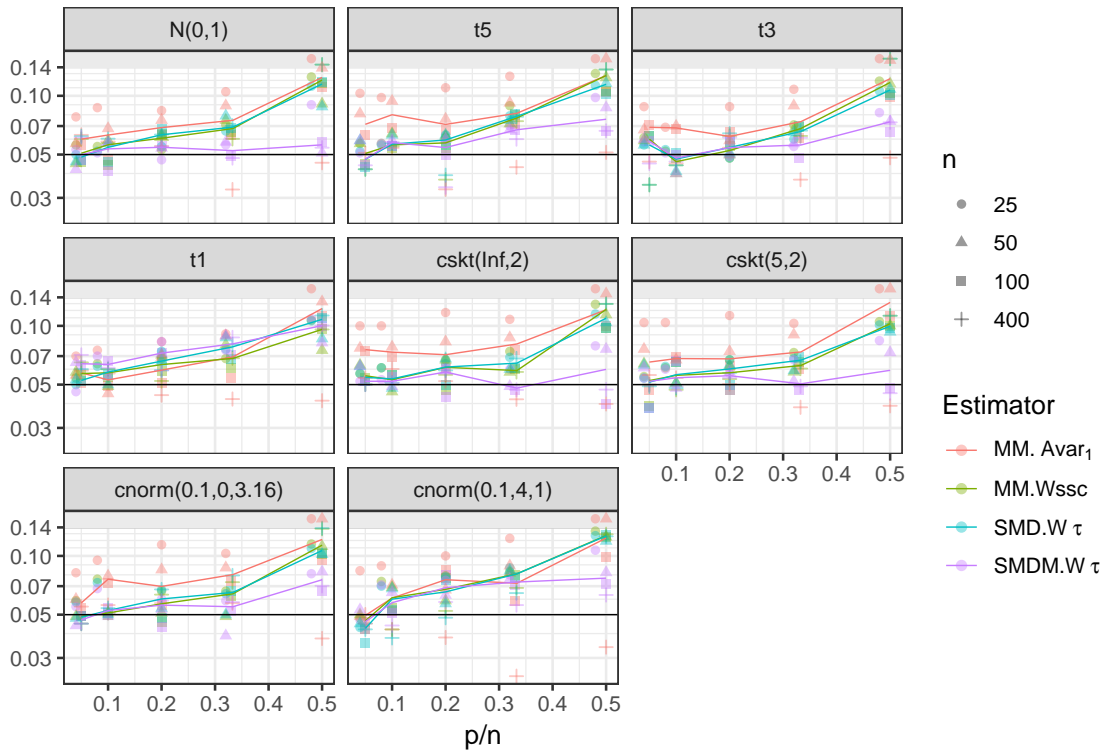 N(0,1) t5 t3
0.14
0.10
0.07
0.05
0.03
t1 cskt(Inf,2) cskt(5,2)
0.14
0.10
0.07
0.05
0.03
cnorm(0.1,0,3.16) cnorm(0.1,4,1)
0.14
0.10
0.07
0.05
0.03
0.1 0.2 0.3 0.4 0.5
0.1 0.2 0.3 0.4 0.5
0.1 0.2 0.3 0.4 0.5
p/n
n
25
50
100
400
Estimator
MM. Avar₁
MM.Wssc
SMD.W τ
SMDM.W τ